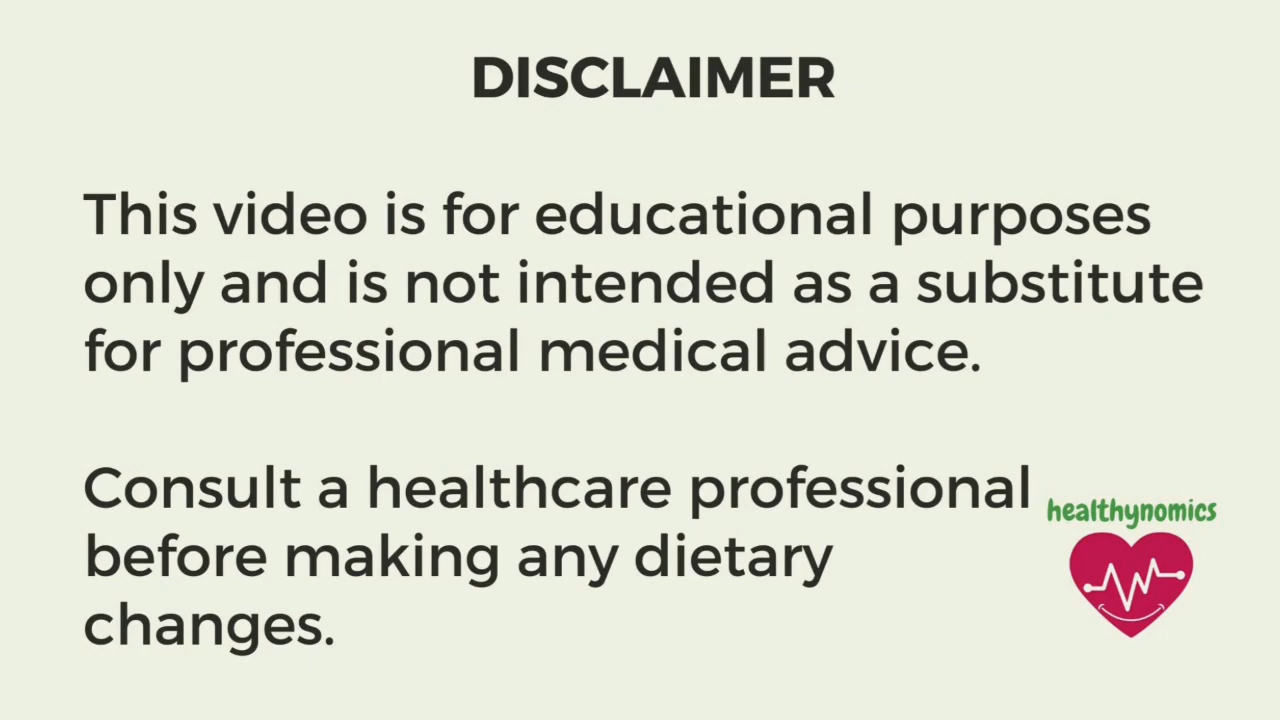 DISCLAIMER
This video is for educational purposes
only and is not intended as a substitute
for professional medical advice.
Consult a healthcare professional
before making any dietary
changes.
healthynomics